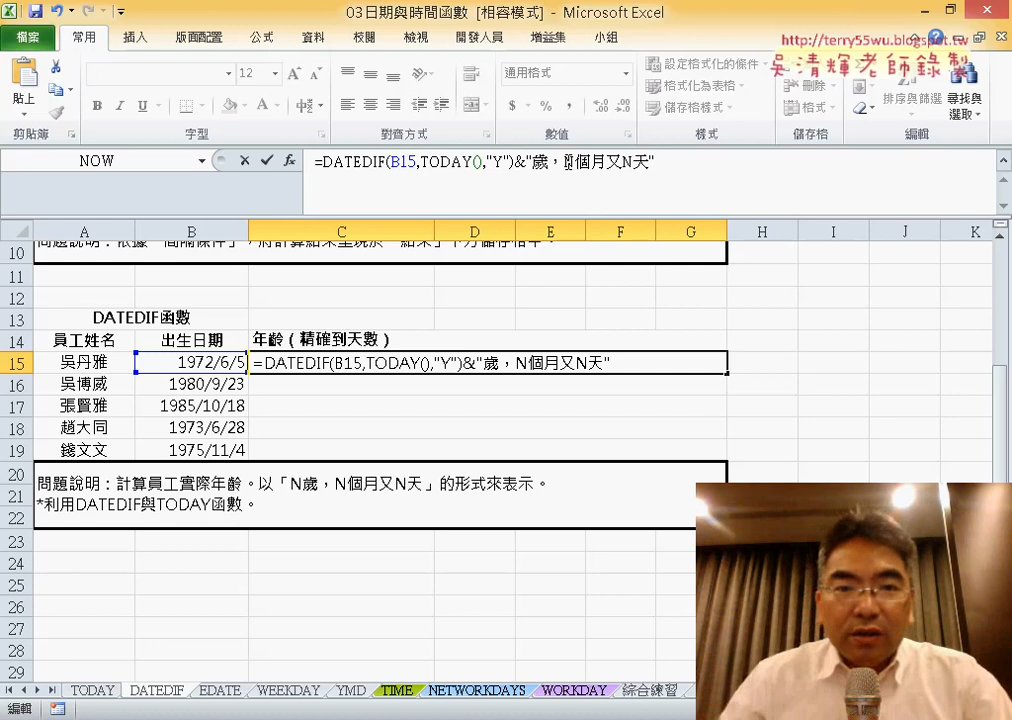 03日期與時間函數 [相容模式] - Microsoft Excel
檔案 常用 插入 版面配置 公式 資料 校閱 檢視 開發人員 增益集 小組
http://terry55wu.blogspot.tw
吳清輝老師錄製
貼上 12 通用格式 設定格式化的條件 格式化為表格 儲存格樣式 刪除 格式 排序與篩選 尋找與選取
剪貼簿 字型 對齊方式 數值 樣式 儲存格 編輯
NOW =DATEDIF(B15,TODAY(),"Y")&"歲，N個月又N天"
A B C D E F G H I J K
10
11
12
13 DATEDIF函數
14 員工姓名 出生日期 年齡（精確到天數）
15 吳丹雅 1972/6/5 =DATEDIF(B15,TODAY(),"Y")&"歲，N個月又N天"
16 吳博威 1980/9/23
17 張賢雅 1985/10/18
18 趙大同 1973/6/28
19 錢文文 1975/11/4
20 問題說明：計算員工實際年齡。以「N歲，N個月又N天」的形式來表示。
21 *利用DATEDIF與TODAY函數。
22
23
24
25
26
27
28
29
TODAY DATEDIF EDATE WEEKDAY YMD TIME NETWORKDAYS WORKDAY 綜合練習
編輯